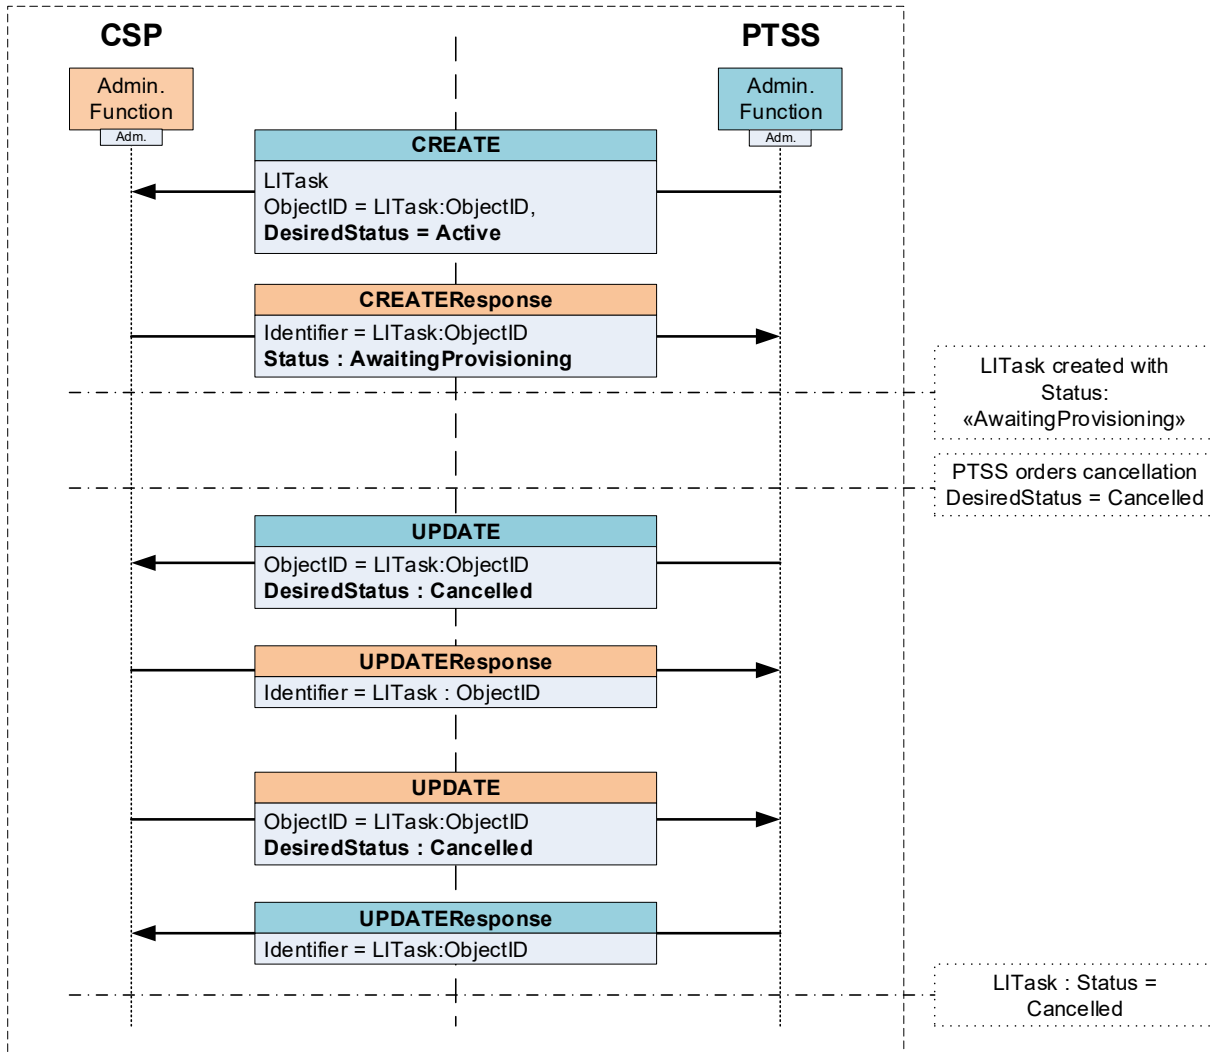 CSP
PTSS
Admin.
Function
Adm.
Admin.
Function
Adm.
CREATE
LITask
ObjectID = LITask:ObjectID,
DesiredStatus = Active
CREATEResponse
Identifier = LITask:ObjectID
Status : AwaitingProvisioning
LITask created with
Status:
«AwaitingProvisioning»
PTSS orders cancellation
DesiredStatus = Cancelled
UPDATE
ObjectID = LITask:ObjectID
DesiredStatus : Cancelled
UPDATEResponse
Identifier = LITask : ObjectID
UPDATE
ObjectID = LITask:ObjectID
DesiredStatus : Cancelled
UPDATEResponse
Identifier = LITask:ObjectID
LITask : Status =
Cancelled